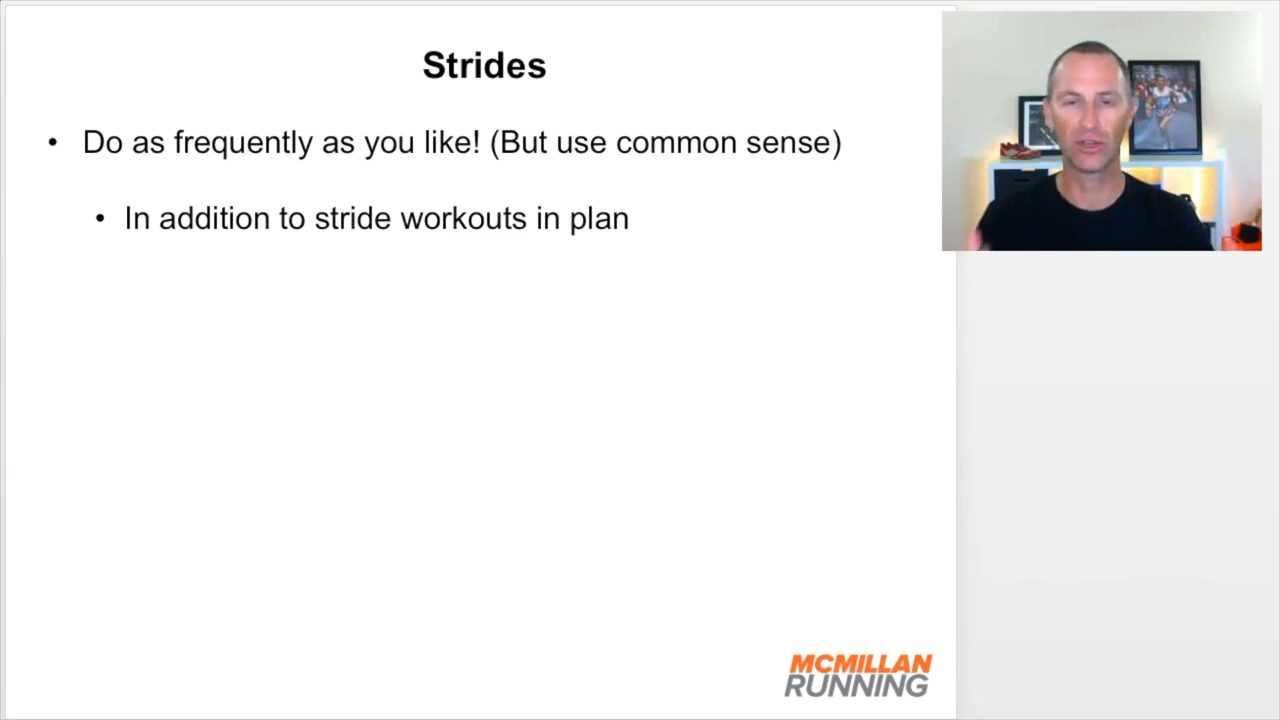 Strides
• Do as frequently as you like! (But use common sense)
• In addition to stride workouts in plan
MCMILLAN
RUNNING